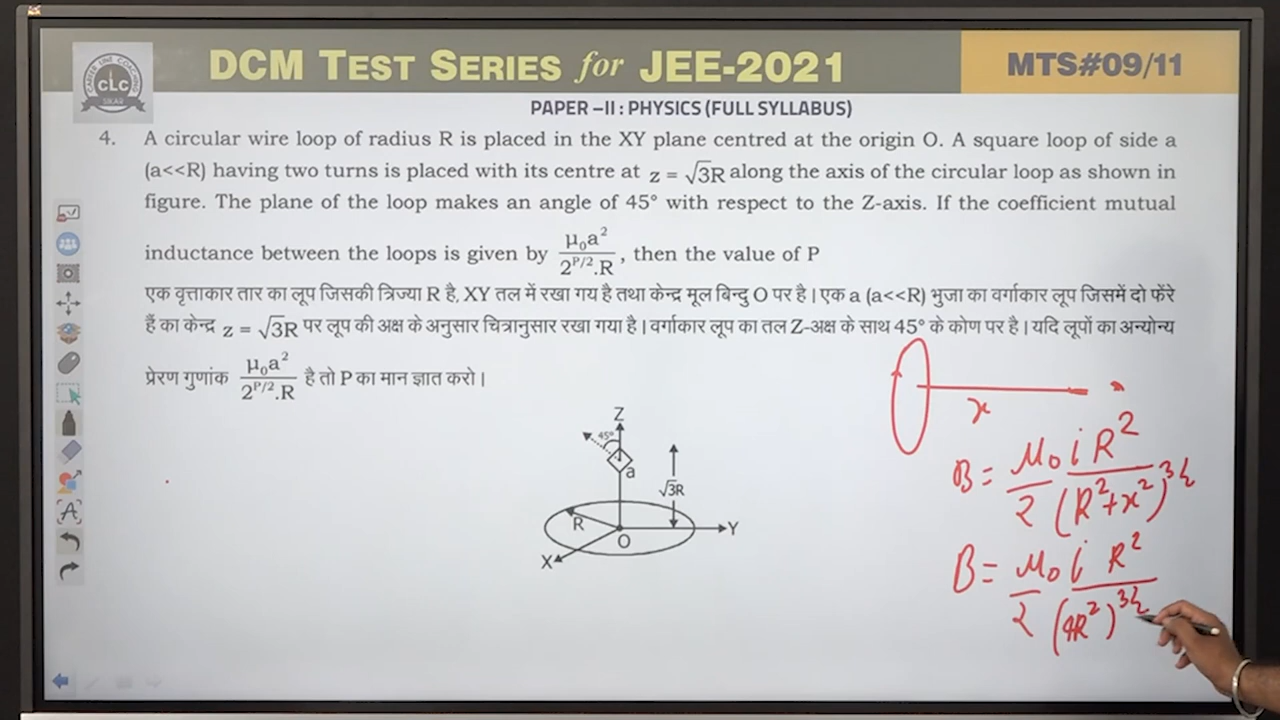 DCM TEST SERIES for JEE-2021
MTS#09/11
CAREER LINE COACHING
CLC
SIKAR
PAPER –II : PHYSICS (FULL SYLLABUS)
4. A circular wire loop of radius R is placed in the XY plane centred at the origin O. A square loop of side a
(a<<R) having two turns is placed with its centre at z = √3R along the axis of the circular loop as shown in
figure. The plane of the loop makes an angle of 45° with respect to the Z-axis. If the coefficient mutual
inductance between the loops is given by μ₀a²/2^(P/2).R, then the value of P
एक वृत्ताकार तार का लूप जिसकी त्रिज्या R है, XY तल में रखा गय है तथा केन्द्र मूल बिन्दु O पर है। एक a (a<<R) भुजा का वर्गाकार लूप जिसमें दो फेरे
हैं का केन्द्र z = √3R पर लूप की अक्ष के अनुसार चित्रानुसार रखा गया है। वर्गाकार लूप का तल Z-अक्ष के साथ 45° के कोण पर है। यदि लूपों का अन्योन्य
प्रेरण गुणांक μ₀a²/2^(P/2).R है तो P का मान ज्ञात करो।
x
B = μ₀/2 iR²/(R²+x²)^(3/2)
B = μ₀/2 i R²/(4R²)^(3/2)
Z
45°
a
√3R
R
O
Y
X
A